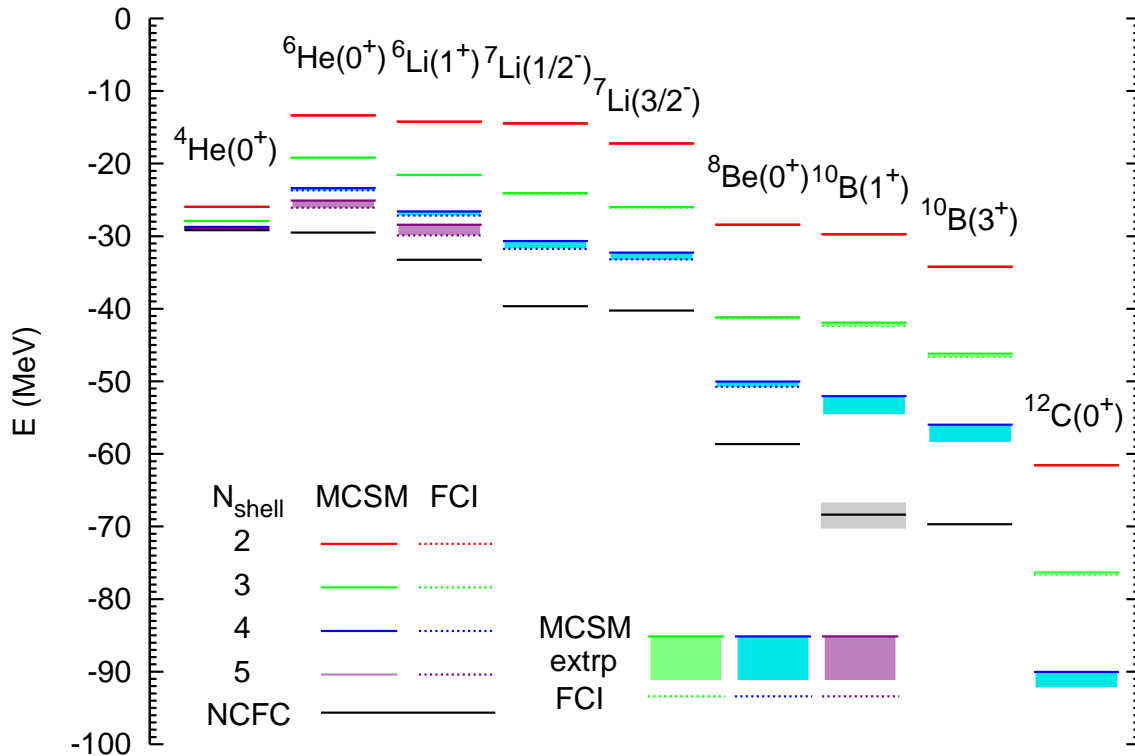 0
-10
-20
-30
-40
-50
-60
-70
-80
-90
-100
E (MeV)
⁴He(0⁺)
⁶He(0⁺)
⁶Li(1⁺)
⁷Li(1/2⁻)
⁷Li(3/2⁻)
⁸Be(0⁺)
¹⁰B(1⁺)
¹⁰B(3⁺)
¹²C(0⁺)
N_shell MCSM FCI
2
3
4
5
NCFC
MCSM
extrp
FCI